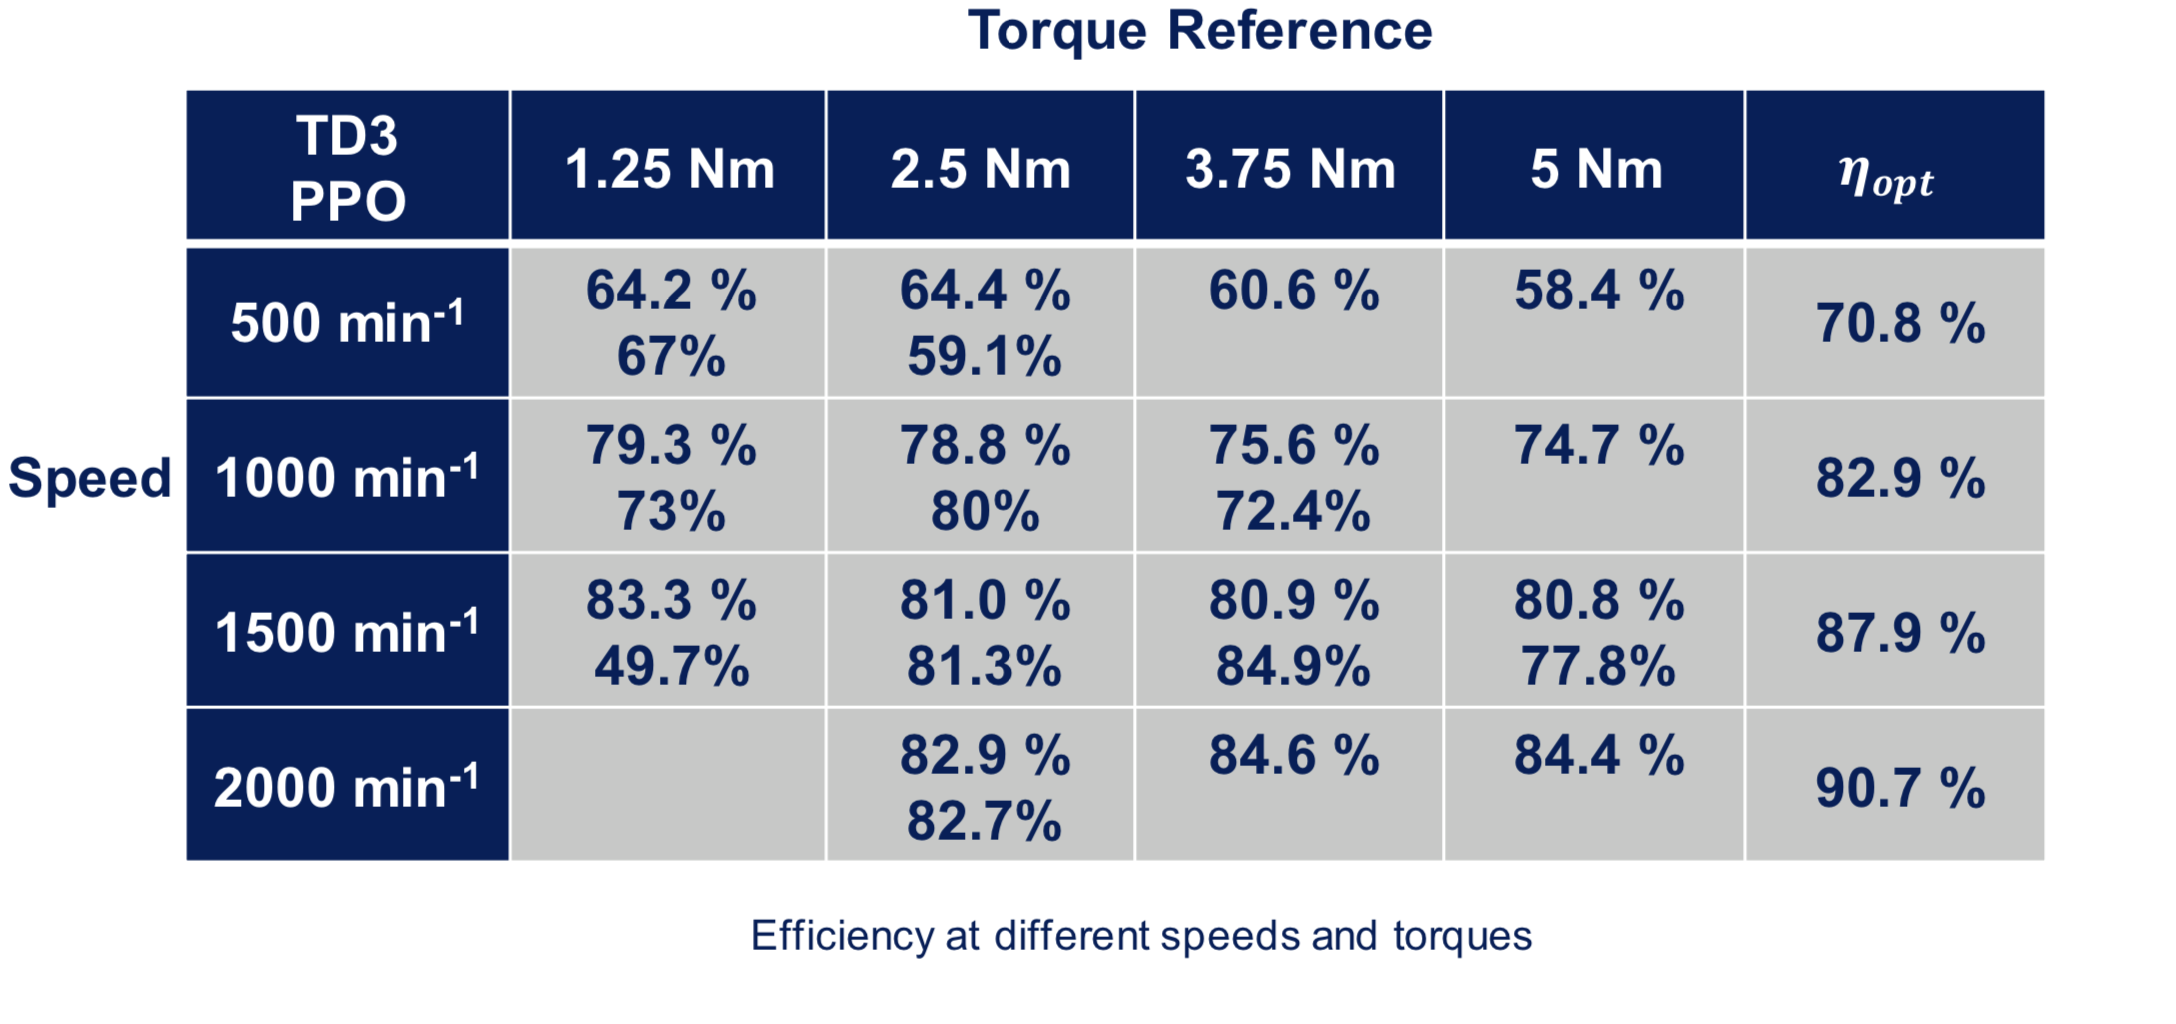 Torque Reference
TD3
PPO
1.25 Nm
2.5 Nm
3.75 Nm
5 Nm
η_opt
500 min⁻¹
64.2 %
67%
64.4 %
59.1%
60.6 %
58.4 %
70.8 %
Speed
1000 min⁻¹
79.3 %
73%
78.8 %
80%
75.6 %
72.4%
74.7 %
82.9 %
1500 min⁻¹
83.3 %
49.7%
81.0 %
81.3%
80.9 %
84.9%
80.8 %
77.8%
87.9 %
2000 min⁻¹
82.9 %
82.7%
84.6 %
84.4 %
90.7 %
Efficiency at different speeds and torques